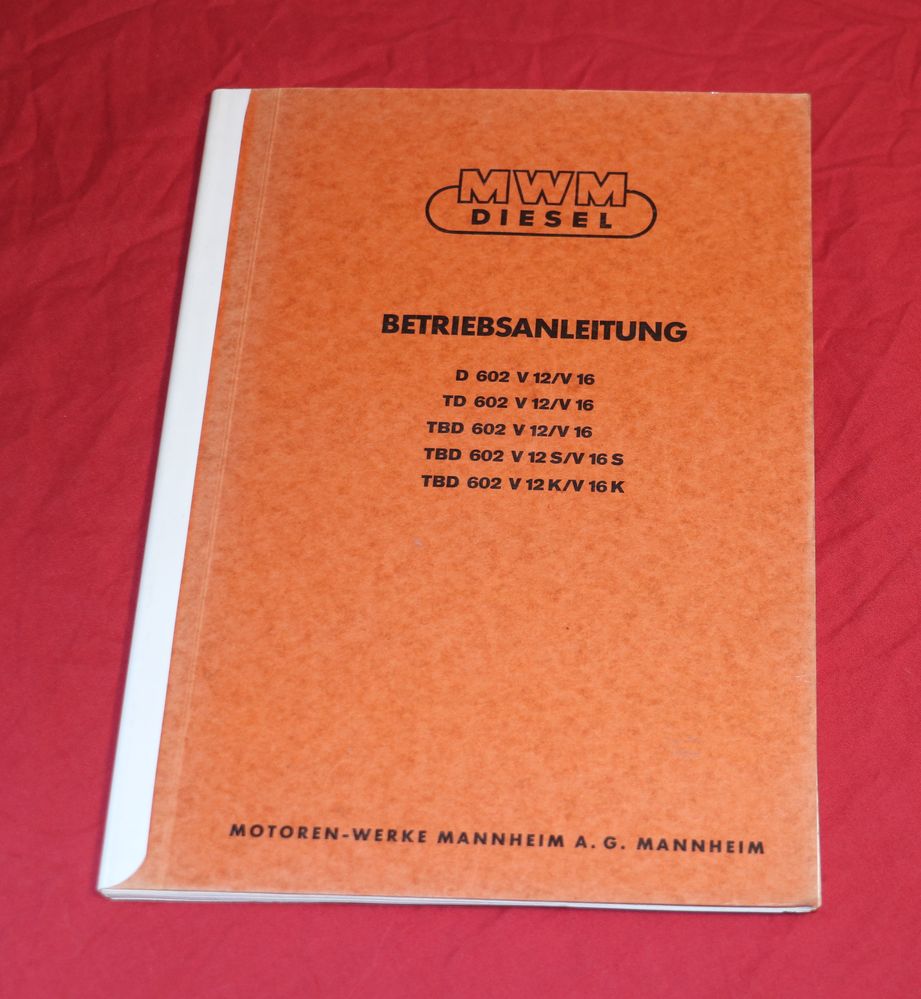 MWM
DIESEL
BETRIEBSANLEITUNG
D 602 V 12/V 16
TD 602 V 12/V 16
TBD 602 V 12/V 16
TBD 602 V 12 S/V 16 S
TBD 602 V 12 K/V 16 K
MOTOREN-WERKE MANNHEIM A. G. MANNHEIM